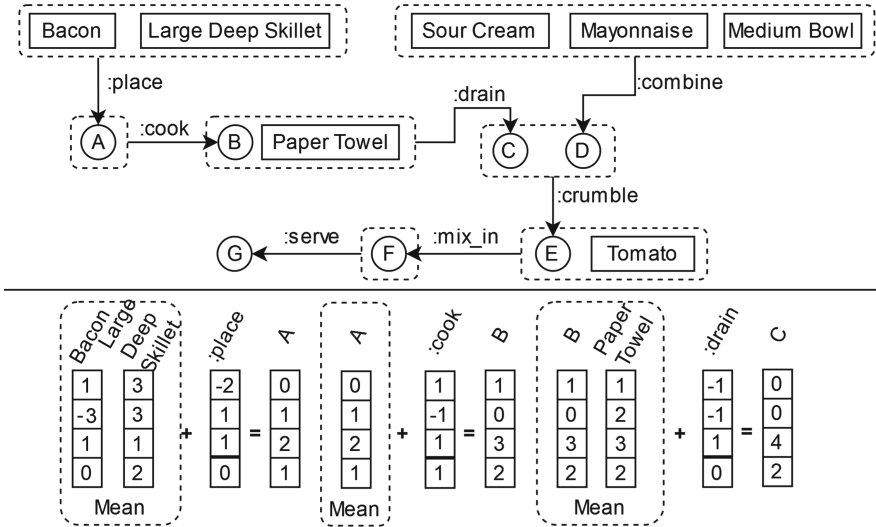 Bacon Large Deep Skillet Sour Cream Mayonnaise Medium Bowl
:place :drain :combine
A :cook B Paper Towel C D
:crumble
G :serve F :mix_in E Tomato
Bacon Large Deep Skillet :place A A :cook B B Paper Towel :drain C
1 3 -2 0 0 1 1 1 1 -1 0
-3 3 1 1 1 -1 0 0 2 -1 0
+ = + = + =
1 1 1 2 2 1 3 3 3 1 4
0 2 0 1 1 1 2 2 2 0 2
Mean Mean Mean